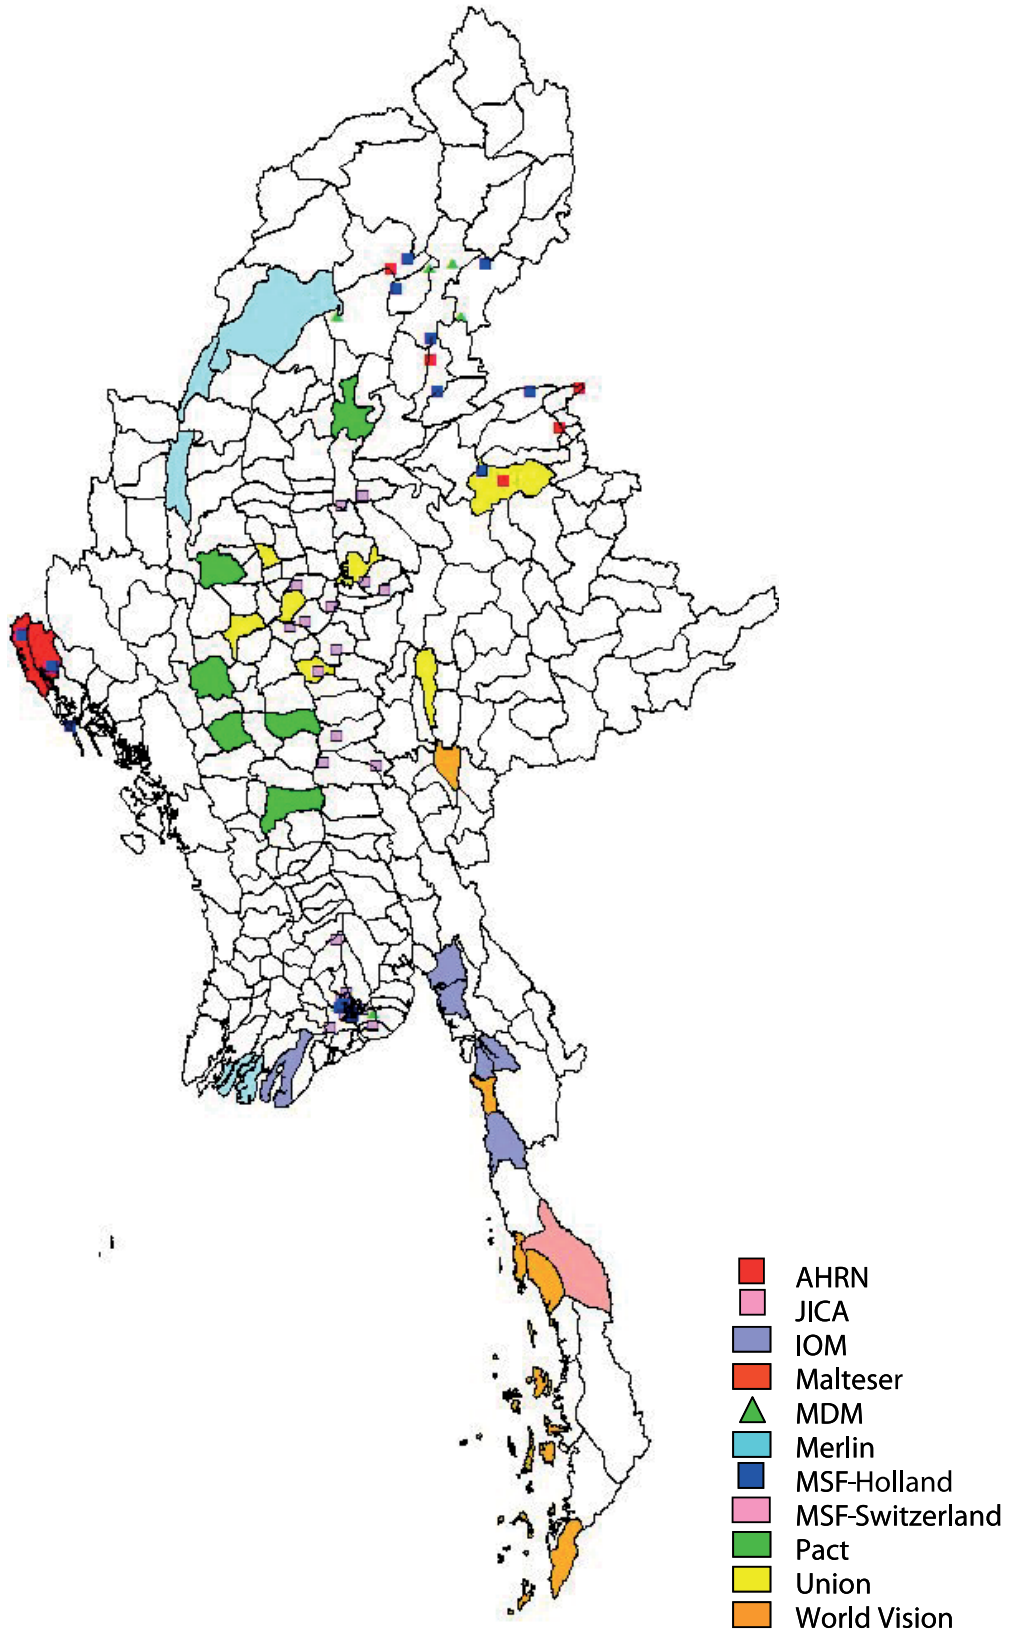 AHRN
JICA
IOM
Malteser
MDM
Merlin
MSF-Holland
MSF-Switzerland
Pact
Union
World Vision